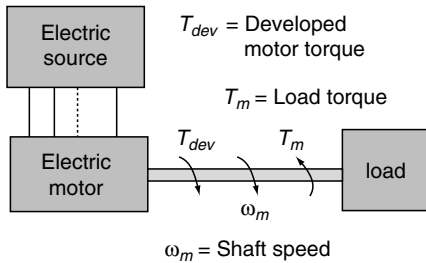 Electric
source
T_dev = Developed
motor torque
T_m = Load torque
Electric
motor
T_dev
T_m
ω_m
load
ω_m = Shaft speed